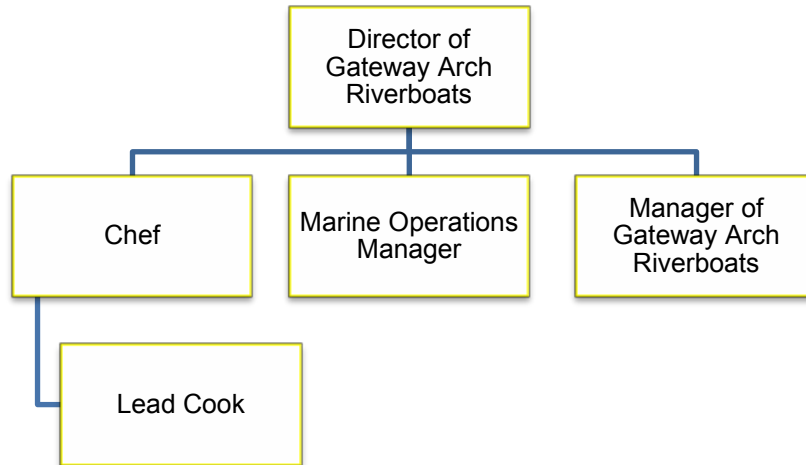 Director of
Gateway Arch
Riverboats
Chef
Marine Operations
Manager
Manager of
Gateway Arch
Riverboats
Lead Cook